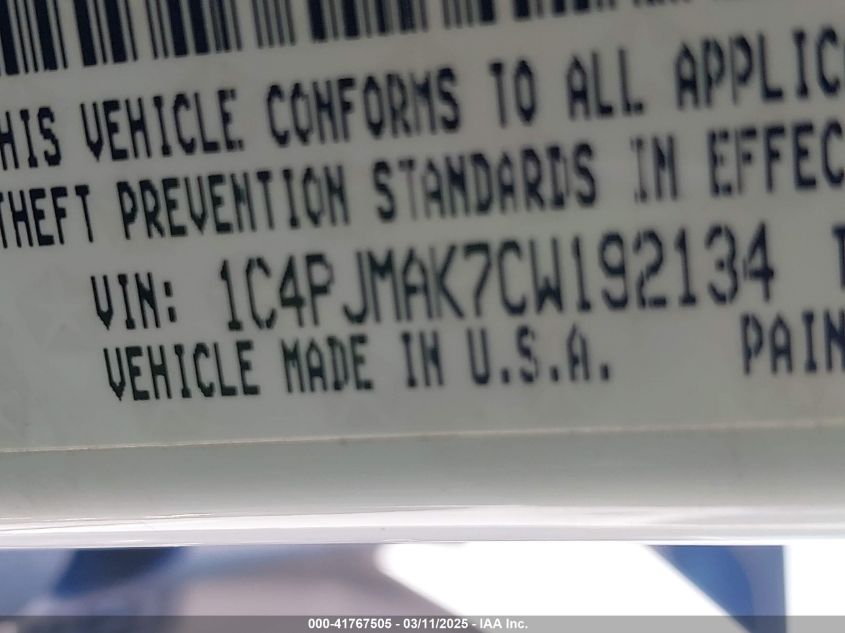 HIS VEHICLE CONFORMS TO ALL APPLIC
THEFT PREVENTION STANDARDS IN EFFEC
VIN: 1C4PJMAK7CW192134 T
VEHICLE MADE IN U.S.A. PAIN
000-41767505 - 03/11/2025 - IAA Inc.